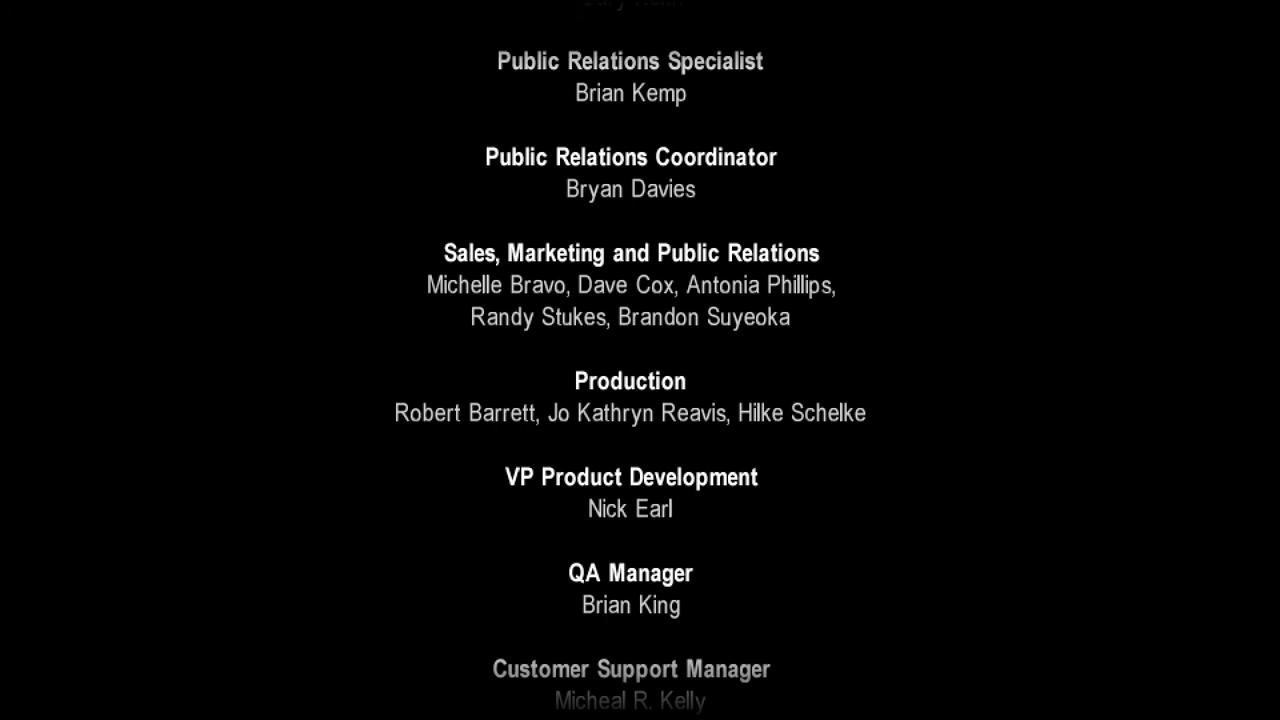 Public Relations Specialist
Brian Kemp
Public Relations Coordinator
Bryan Davies
Sales, Marketing and Public Relations
Michelle Bravo, Dave Cox, Antonia Phillips,
Randy Stukes, Brandon Suyeoka
Production
Robert Barrett, Jo Kathryn Reavis, Hilke Schelke
VP Product Development
Nick Earl
QA Manager
Brian King
Customer Support Manager
Micheal R. Kelly